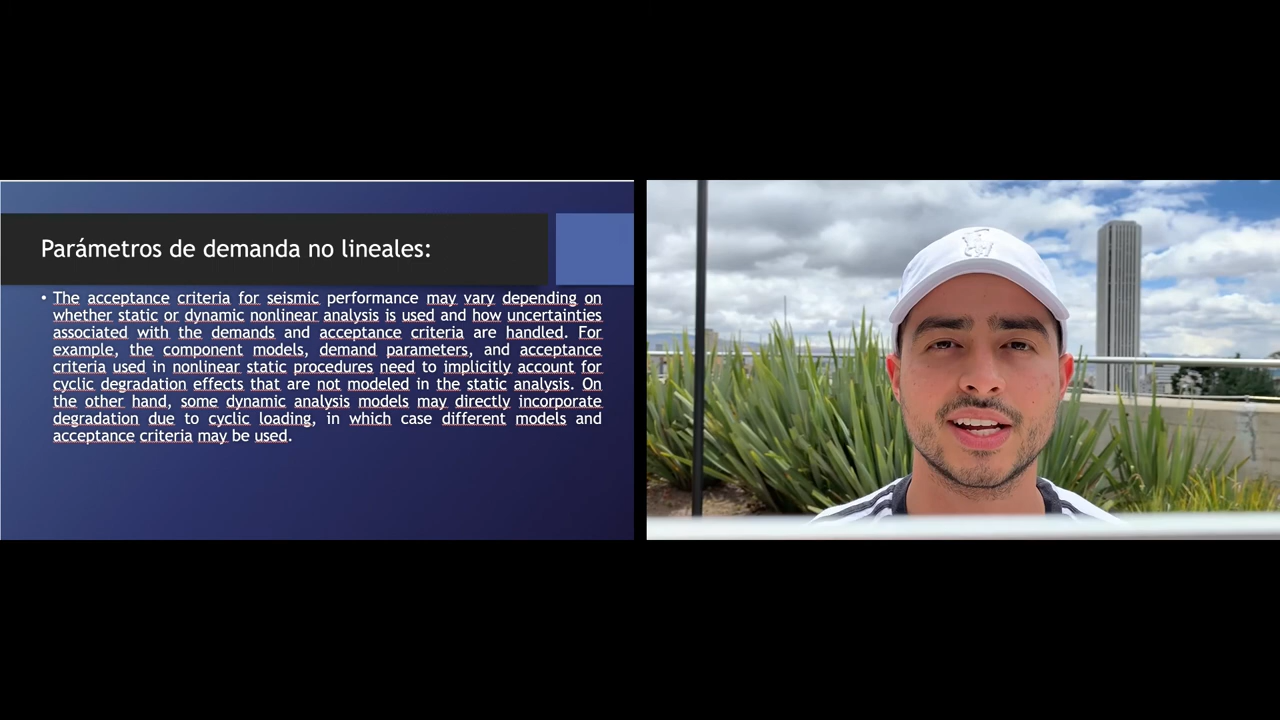 Parámetros de demanda no lineales:
• The acceptance criteria for seismic performance may vary depending on
whether static or dynamic nonlinear analysis is used and how uncertainties
associated with the demands and acceptance criteria are handled. For
example, the component models, demand parameters, and acceptance
criteria used in nonlinear static procedures need to implicitly account for
cyclic degradation effects that are not modeled in the static analysis. On
the other hand, some dynamic analysis models may directly incorporate
degradation due to cyclic loading, in which case different models and
acceptance criteria may be used.